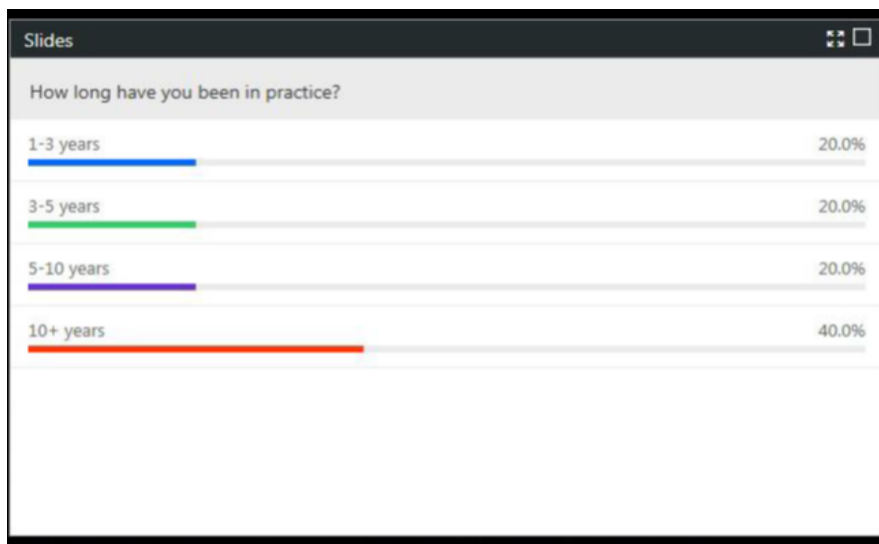 Slides
How long have you been in practice?
1-3 years 20.0%
3-5 years 20.0%
5-10 years 20.0%
10+ years 40.0%